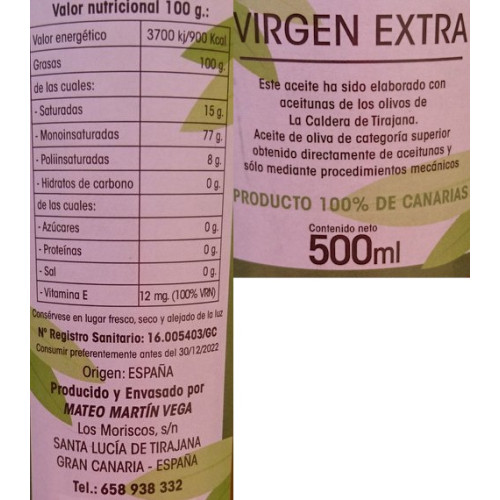 Valor nutricional 100 g.:
Valor energético 3700 kj/900 Kcal
Grasas 100 g.
de las cuales:
- Saturadas 15 g.
- Monoinsaturadas 77 g.
- Poliinsaturadas 8 g.
- Hidratos de carbono 0 g.
de las cuales:
- Azúcares 0 g.
- Proteínas 0 g.
- Sal 0 g.
- Vitamina E 12 mg. (100% VRN)
Consérvese en lugar fresco, seco y alejado de la luz
Nº Registro Sanitario: 16.005403/GC
Consumir preferentemente antes del 30/12/2022
Origen: ESPAÑA
Producido y Envasado por
MATEO MARTÍN VEGA
Los Moriscos, s/n
SANTA LUCÍA DE TIRAJANA
GRAN CANARIA - ESPAÑA
Tel.: 658 938 332
VIRGEN EXTRA
Este aceite ha sido elaborado con
aceitunas de los olivos de
La Caldera de Tirajana.
Aceite de oliva de categoría superior
obtenido directamente de aceitunas y
sólo mediante procedimientos mecánicos
PRODUCTO 100% DE CANARIAS
Contenido neto
500ml